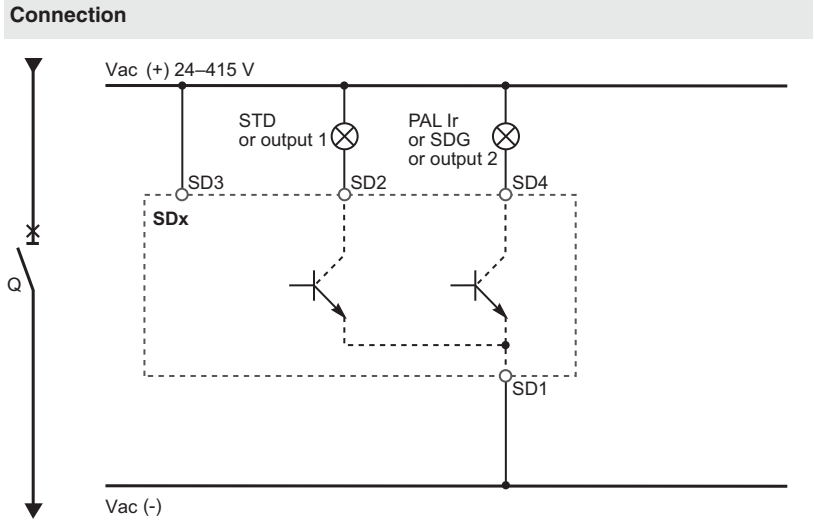 Connection
Vac (+) 24–415 V
STD
or output 1
PAL Ir
or SDG
or output 2
SD3
SD2
SD4
SDx
Q
SD1
Vac (-)